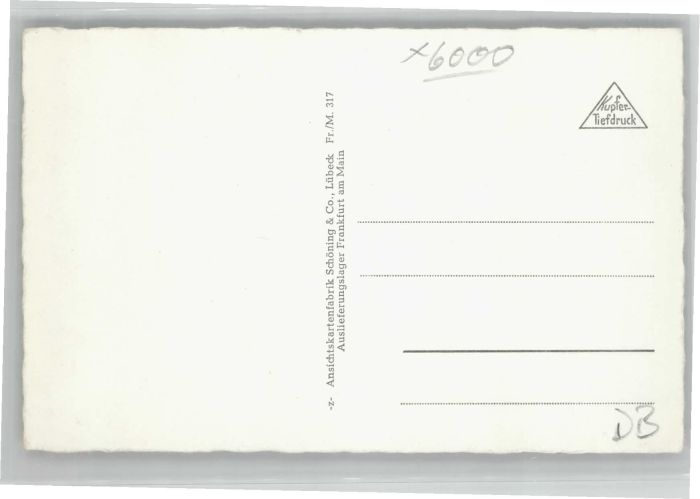 x6000
Kupfer-
Tiefdruck
-z- Ansichtskartenfabrik Schöning & Co., Lübeck Fr./M. 317
Auslieferungslager Frankfurt am Main
DB